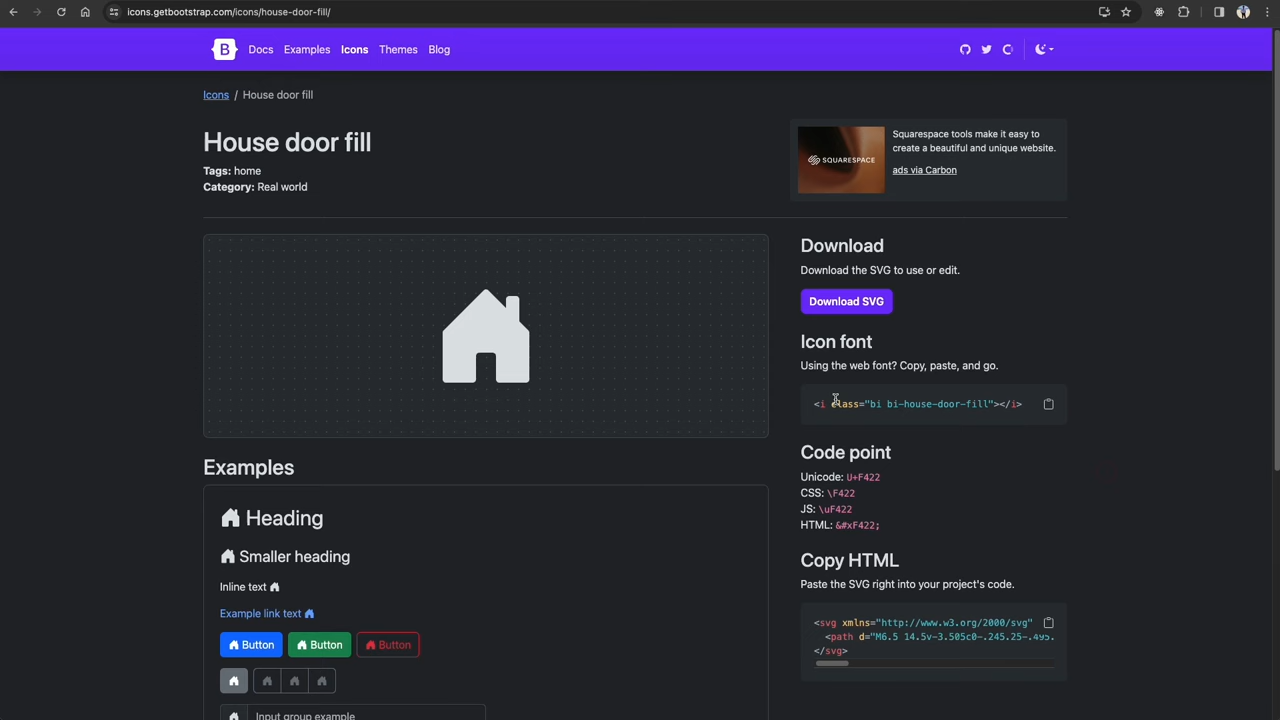 icons.getbootstrap.com/icons/house-door-fill/
B
Docs
Examples
Icons
Themes
Blog
Icons / House door fill
House door fill
Tags: home
Category: Real world
SQUARESPACE
Squarespace tools make it easy to
create a beautiful and unique website.
ads via Carbon
Examples
Heading
Smaller heading
Inline text
Example link text
Button
Button
Button
Input group example
Download
Download the SVG to use or edit.
Download SVG
Icon font
Using the web font? Copy, paste, and go.
<i class="bi bi-house-door-fill"></i>
Code point
Unicode: U+F422
CSS: \F422
JS: \uF422
HTML: &#xF422;
Copy HTML
Paste the SVG right into your project's code.
<svg xmlns="http://www.w3.org/2000/svg"
<path d="M6.5 14.5v-3.505c0-.245.25-.495.
</svg>